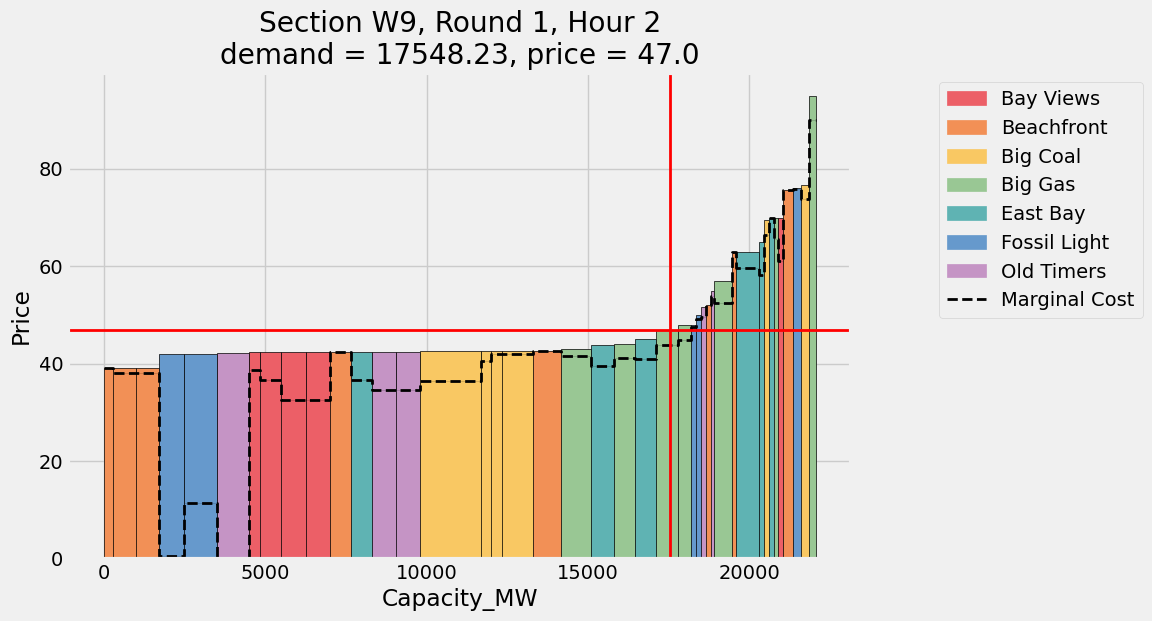 Section W9, Round 1, Hour 2
demand = 17548.23, price = 47.0
Price
80
60
40
20
0
0
5000
10000
15000
20000
Capacity_MW
Bay Views
Beachfront
Big Coal
Big Gas
East Bay
Fossil Light
Old Timers
Marginal Cost